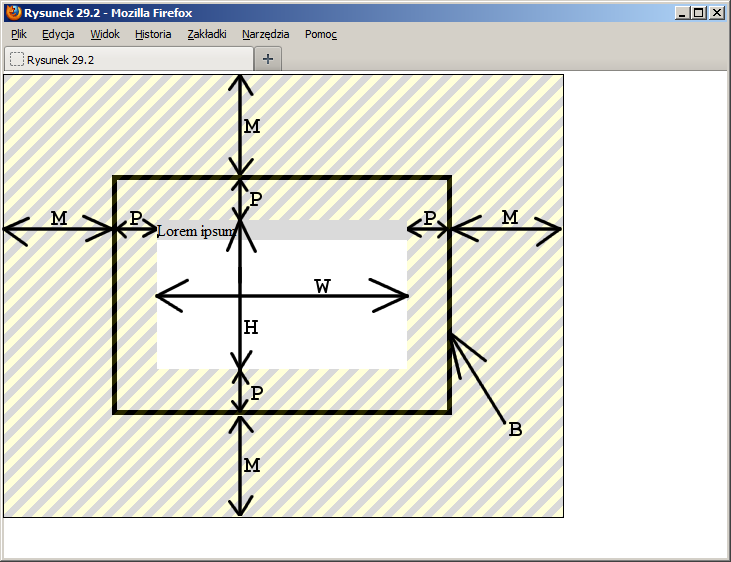 Rysunek 29.2 - Mozilla Firefox
Plik Edycja Widok Historia Zakładki Narzędzia Pomoc
Rysunek 29.2
M
P
M P P M
Lorem ipsum
W
H
P
B
M